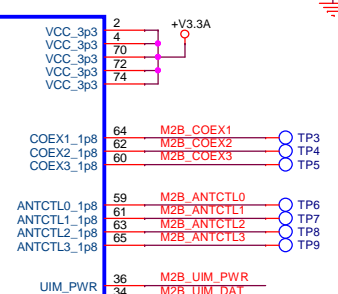 VCC_3p3 2 +V3.3A
VCC_3p3 4
VCC_3p3 70
VCC_3p3 72
VCC_3p3 74
COEX1_1p8 64 M2B_COEX1 TP3
COEX2_1p8 62 M2B_COEX2 TP4
COEX3_1p8 60 M2B_COEX3 TP5
ANTCTL0_1p8 59 M2B_ANTCTL0 TP6
ANTCTL1_1p8 61 M2B_ANTCTL1 TP7
ANTCTL2_1p8 63 M2B_ANTCTL2 TP8
ANTCTL3_1p8 65 M2B_ANTCTL3 TP9
UIM_PWR 36 M2B_UIM_PWR
34 M2B_UIM_DAT